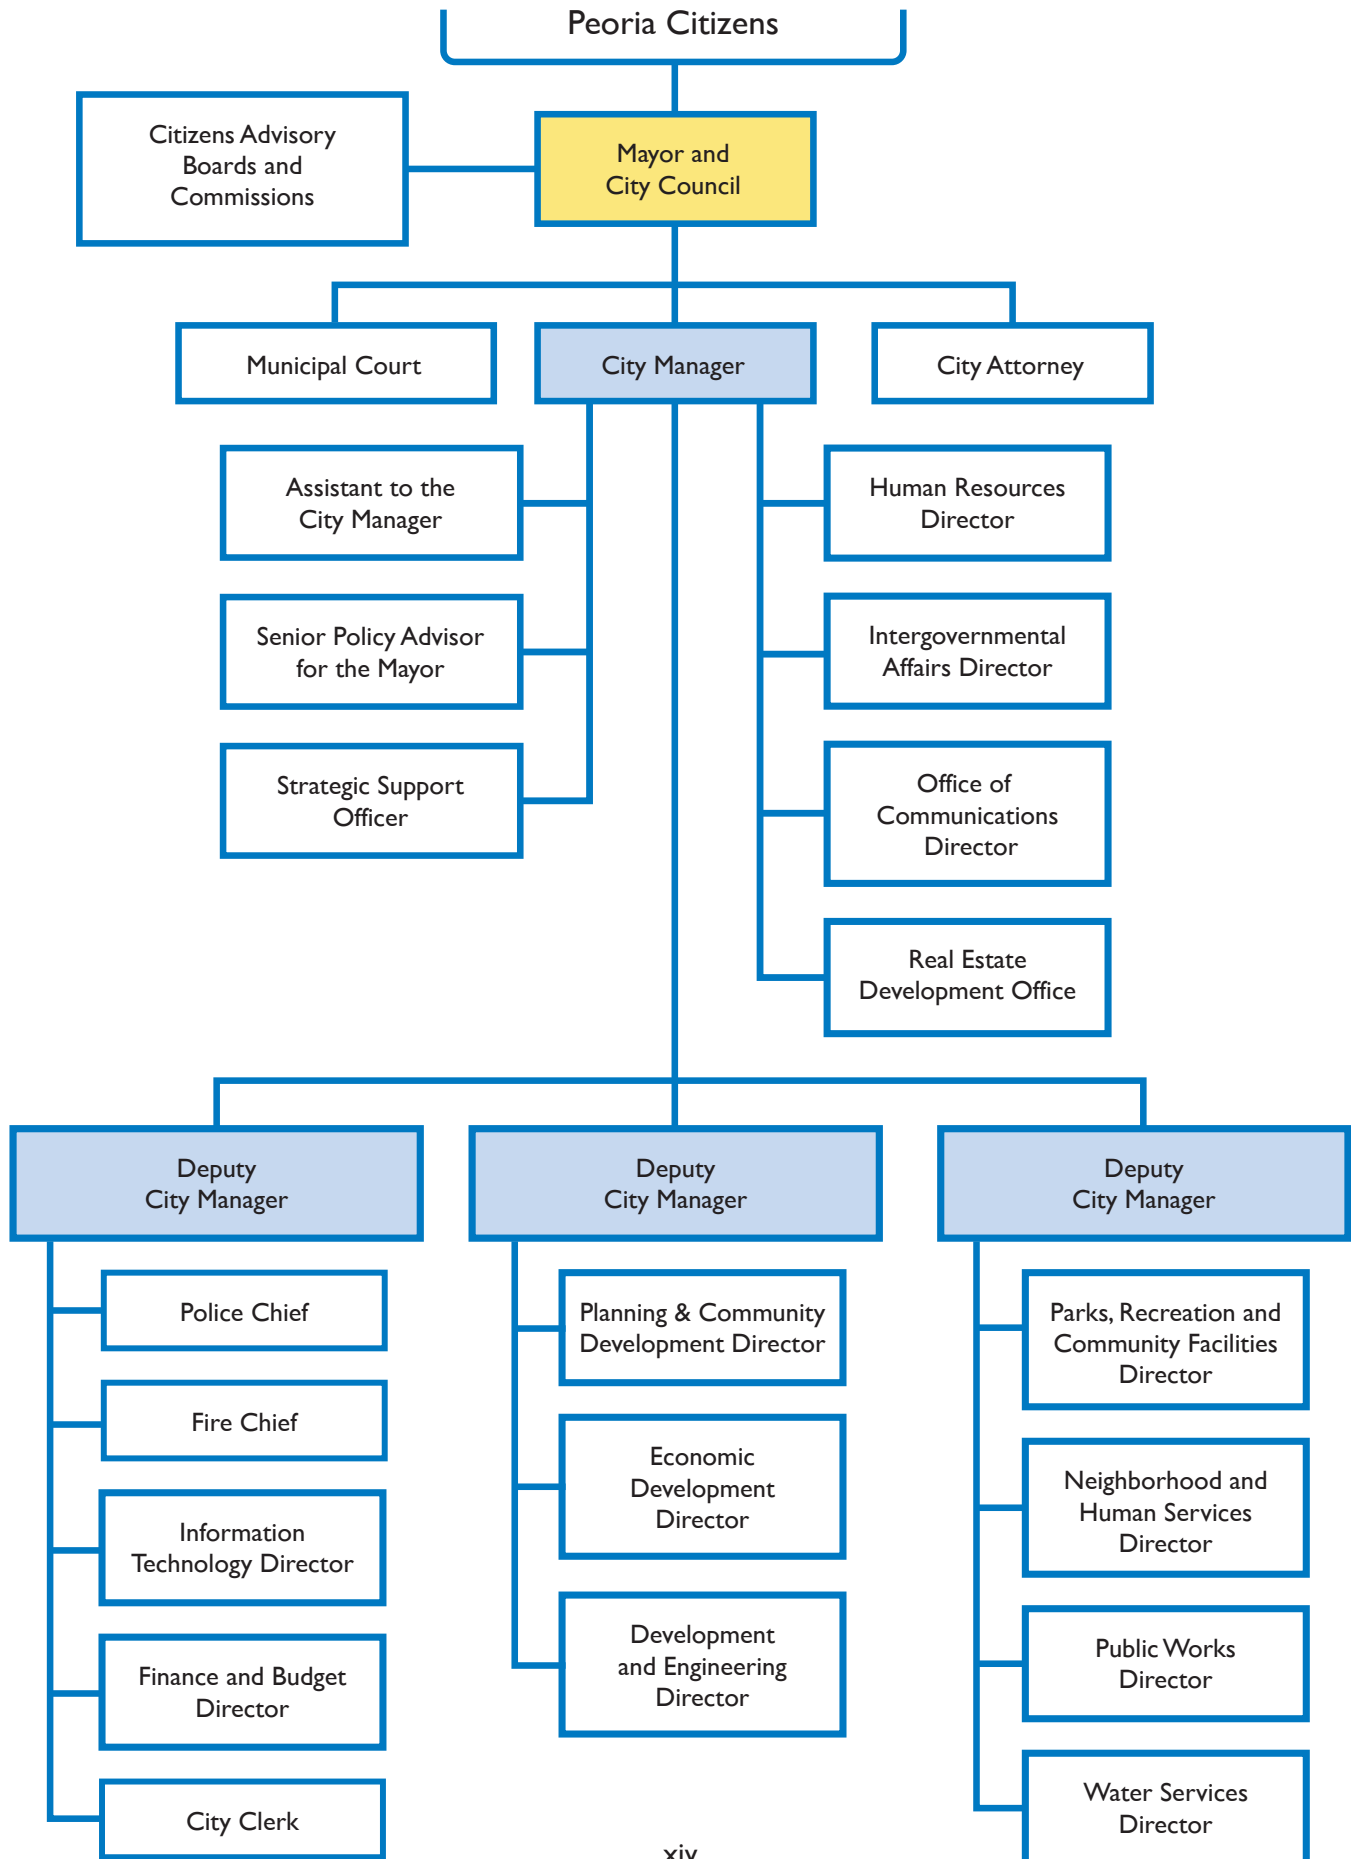 Peoria Citizens
Citizens Advisory
Boards and
Commissions
Mayor and
City Council
Municipal Court
City Manager
City Attorney
Assistant to the
City Manager
Senior Policy Advisor
for the Mayor
Strategic Support
Officer
Human Resources
Director
Intergovernmental
Affairs Director
Office of
Communications
Director
Real Estate
Development Office
Deputy
City Manager
Police Chief
Fire Chief
Information
Technology Director
Finance and Budget
Director
City Clerk
Deputy
City Manager
Planning & Community
Development Director
Economic
Development
Director
Development
and Engineering
Director
Deputy
City Manager
Parks, Recreation and
Community Facilities
Director
Neighborhood and
Human Services
Director
Public Works
Director
Water Services
Director
xiv